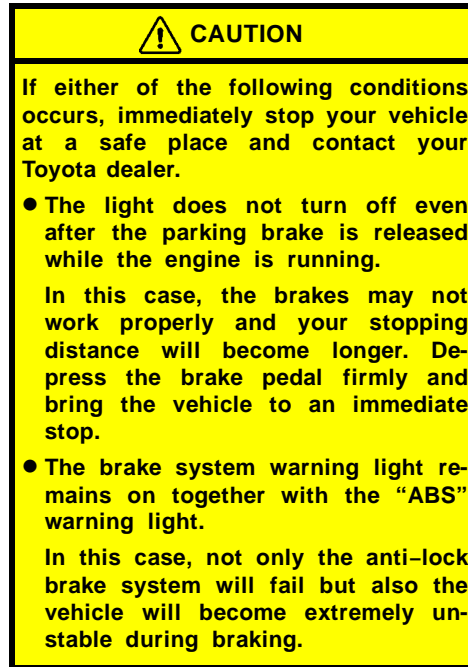 CAUTION
If either of the following conditions
occurs, immediately stop your vehicle
at a safe place and contact your
Toyota dealer.
● The light does not turn off even
after the parking brake is released
while the engine is running.
In this case, the brakes may not
work properly and your stopping
distance will become longer. De-
press the brake pedal firmly and
bring the vehicle to an immediate
stop.
● The brake system warning light re-
mains on together with the “ABS”
warning light.
In this case, not only the anti−lock
brake system will fail but also the
vehicle will become extremely un-
stable during braking.